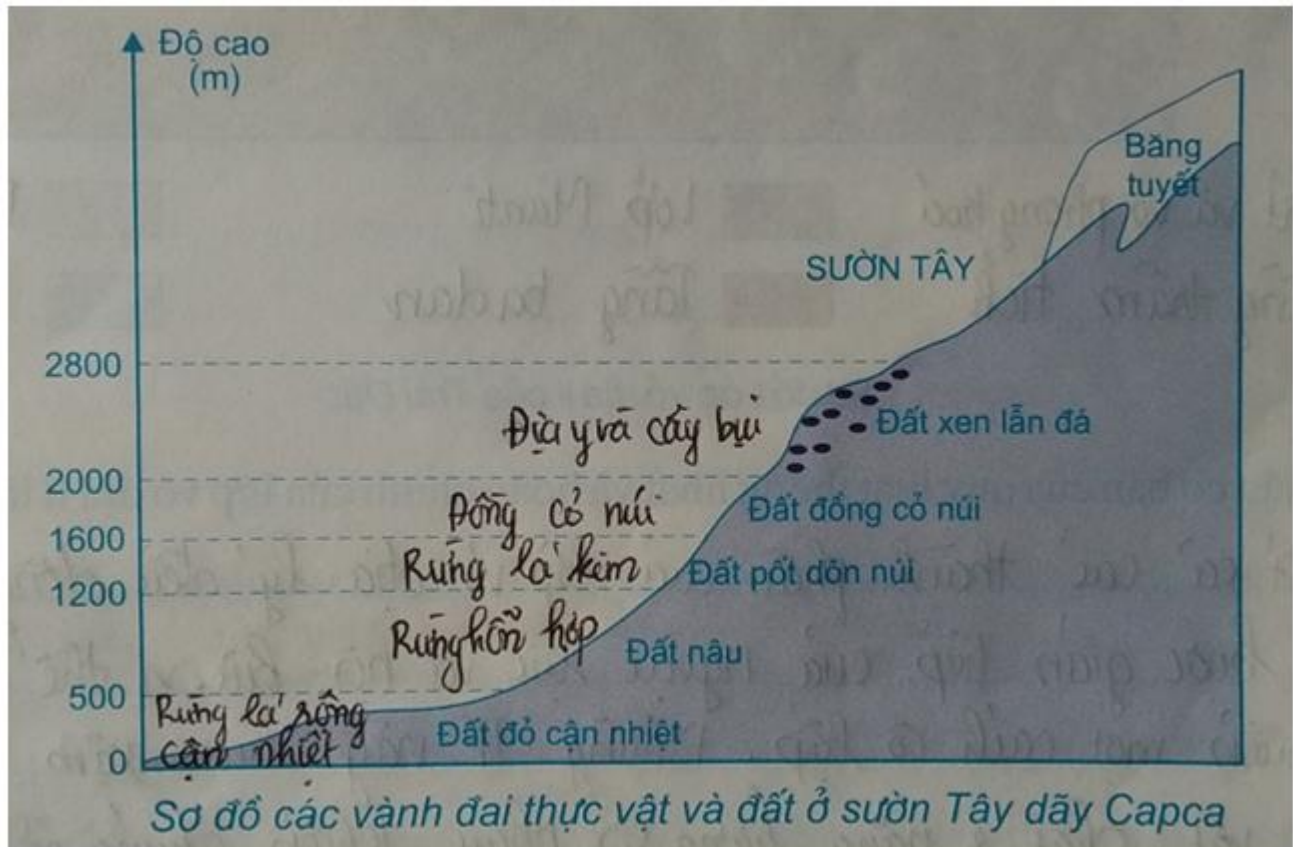 Độ cao
(m)
Băng
tuyết
SƯỜN TÂY
2800
Địa y và cây bụi
Đất xen lẫn đá
2000
Đồng cỏ núi
Đất đồng cỏ núi
1600
Rừng lá kim
Đất pốt dôn núi
1200
Rừng hỗn hợp
Đất nâu
500
Rừng lá rộng
cận nhiệt
Đất đỏ cận nhiệt
0
Sơ đồ các vành đai thực vật và đất ở sườn Tây dãy Capca